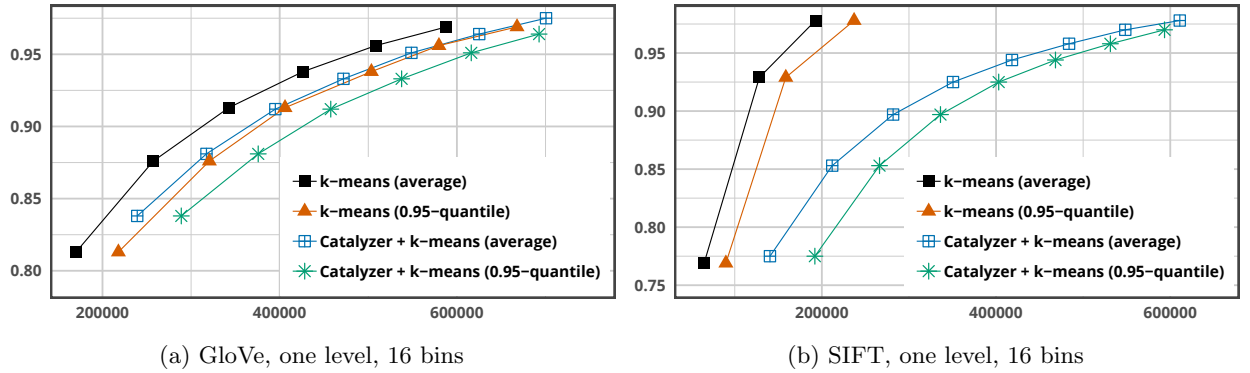 0.95
0.90
0.85
0.80
k−means (average)
k−means (0.95−quantile)
Catalyzer + k−means (average)
Catalyzer + k−means (0.95−quantile)
200000 400000 600000
(a) GloVe, one level, 16 bins
0.95
0.90
0.85
0.80
0.75
k−means (average)
k−means (0.95−quantile)
Catalyzer + k−means (average)
Catalyzer + k−means (0.95−quantile)
200000 400000 600000
(b) SIFT, one level, 16 bins